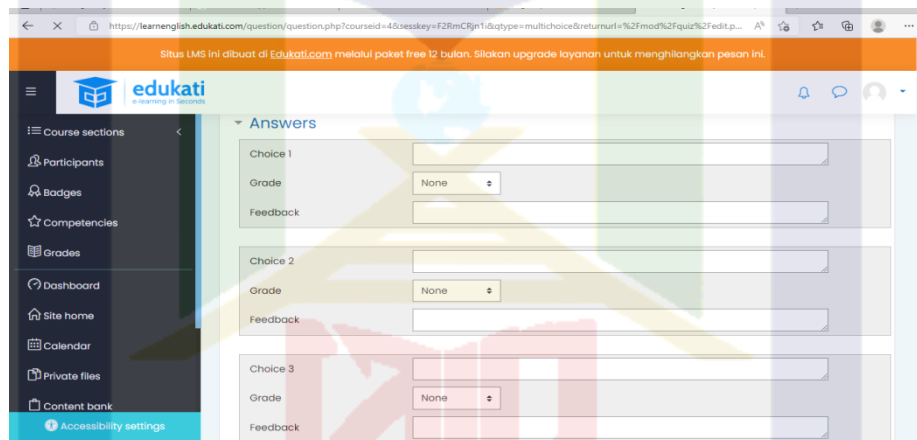 https://learnenglish.edukati.com/question/question.php?courseid=4&sesskey=F2RmCRjn1i&qtype=multichoice&returnurl=%2Fmod%2Fquiz%2Fedit.p...
Situs LMS ini dibuat di Edukati.com melalui paket free 12 bulan. Silakan upgrade layanan untuk menghilangkan pesan ini.
edukati
e-learning in Seconds
Course sections
Participants
Badges
Competencies
Grades
Dashboard
Site home
Calendar
Private files
Content bank
Accessibility settings
Answers
Choice 1
Grade None
Feedback
Choice 2
Grade None
Feedback
Choice 3
Grade None
Feedback